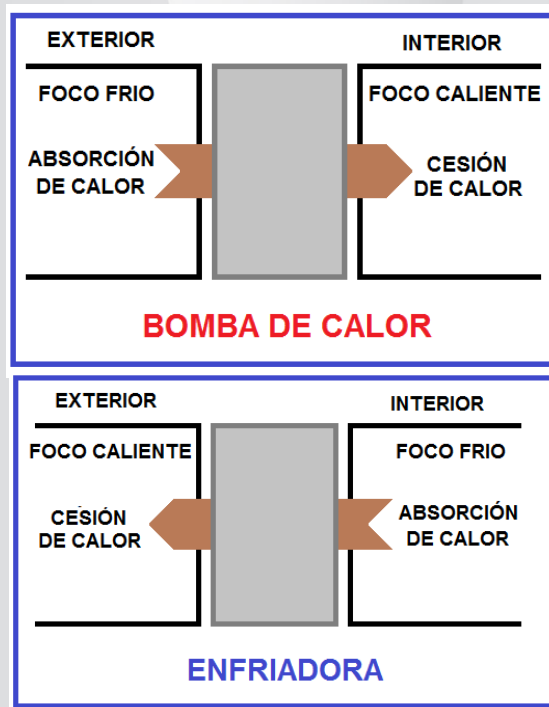 EXTERIOR
INTERIOR
FOCO FRIO
FOCO CALIENTE
ABSORCIÓN
DE CALOR
CESIÓN
DE CALOR
BOMBA DE CALOR
EXTERIOR
INTERIOR
FOCO CALIENTE
FOCO FRIO
CESIÓN
DE CALOR
ABSORCIÓN
DE CALOR
ENFRIADORA